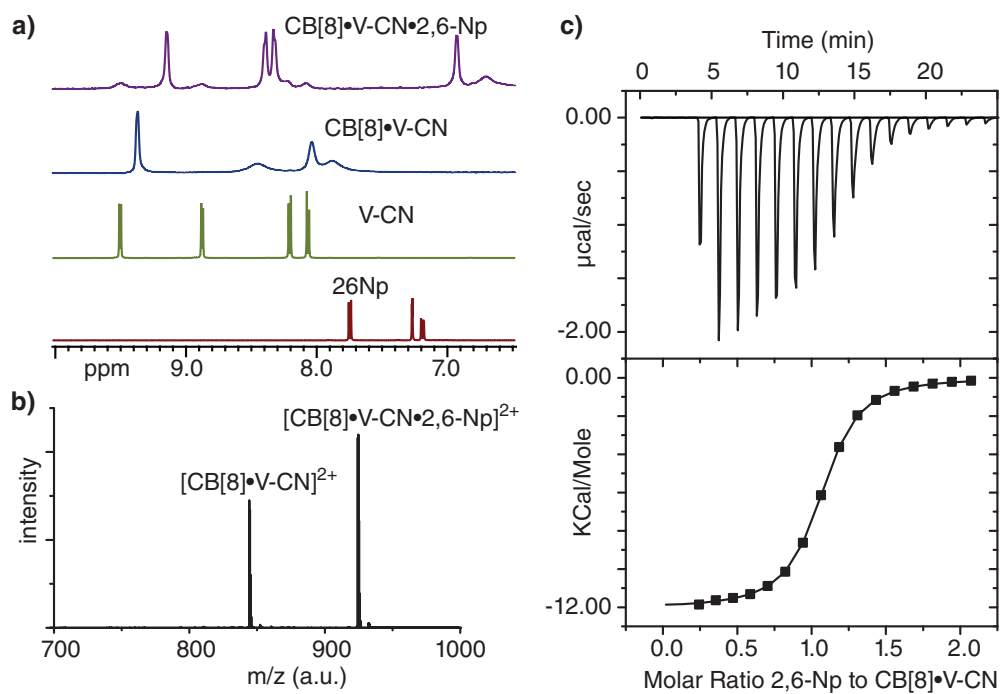 a)
CB[8]•V-CN•2,6-Np
CB[8]•V-CN
V-CN
26Np
ppm 9.0 8.0 7.0
b)
[CB[8]•V-CN•2,6-Np]2+
[CB[8]•V-CN]2+
intensity
700 800 900 1000
m/z (a.u.)
c)
Time (min)
0 5 10 15 20
0.00
-2.00
µcal/sec
0.00
-12.00
KCal/Mole
0.0 0.5 1.0 1.5 2.0
Molar Ratio 2,6-Np to CB[8]•V-CN